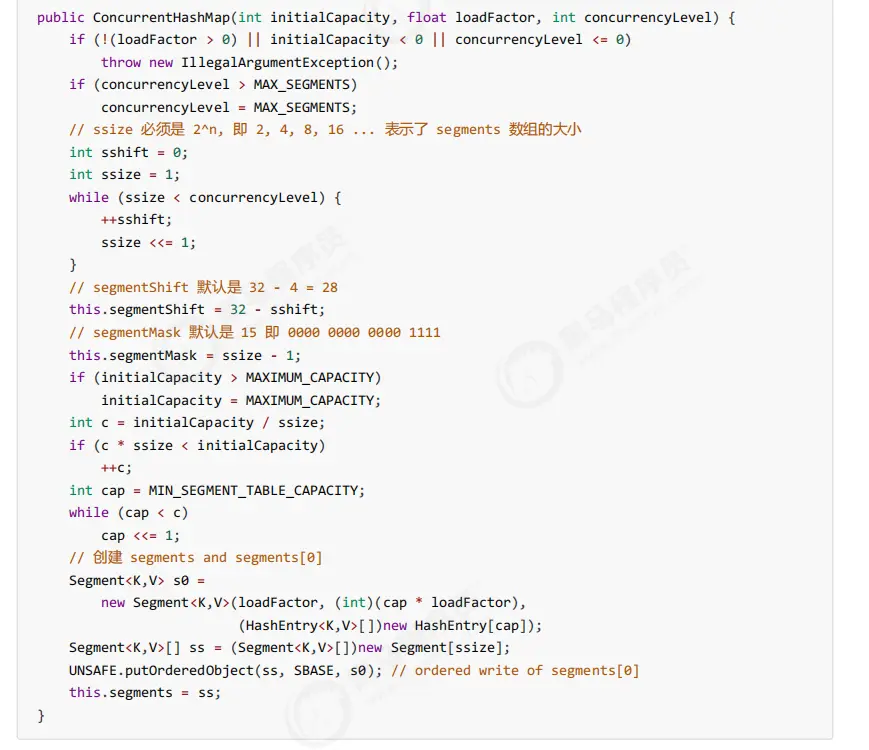 public ConcurrentHashMap(int initialCapacity, float loadFactor, int concurrencyLevel) {
    if (!(loadFactor > 0) || initialCapacity < 0 || concurrencyLevel <= 0)
        throw new IllegalArgumentException();
    if (concurrencyLevel > MAX_SEGMENTS)
        concurrencyLevel = MAX_SEGMENTS;
    // ssize 必须是 2^n, 即 2, 4, 8, 16 ... 表示了 segments 数组的大小
    int sshift = 0;
    int ssize = 1;
    while (ssize < concurrencyLevel) {
        ++sshift;
        ssize <<= 1;
    }
    // segmentShift 默认是 32 - 4 = 28
    this.segmentShift = 32 - sshift;
    // segmentMask 默认是 15 即 0000 0000 0000 1111
    this.segmentMask = ssize - 1;
    if (initialCapacity > MAXIMUM_CAPACITY)
        initialCapacity = MAXIMUM_CAPACITY;
    int c = initialCapacity / ssize;
    if (c * ssize < initialCapacity)
        ++c;
    int cap = MIN_SEGMENT_TABLE_CAPACITY;
    while (cap < c)
        cap <<= 1;
    // 创建 segments and segments[0]
    Segment<K,V> s0 =
        new Segment<K,V>(loadFactor, (int)(cap * loadFactor),
                         (HashEntry<K,V>[])new HashEntry[cap]);
    Segment<K,V>[] ss = (Segment<K,V>[])new Segment[ssize];
    UNSAFE.putOrderedObject(ss, SBASE, s0); // ordered write of segments[0]
    this.segments = ss;
}
黑马程序员